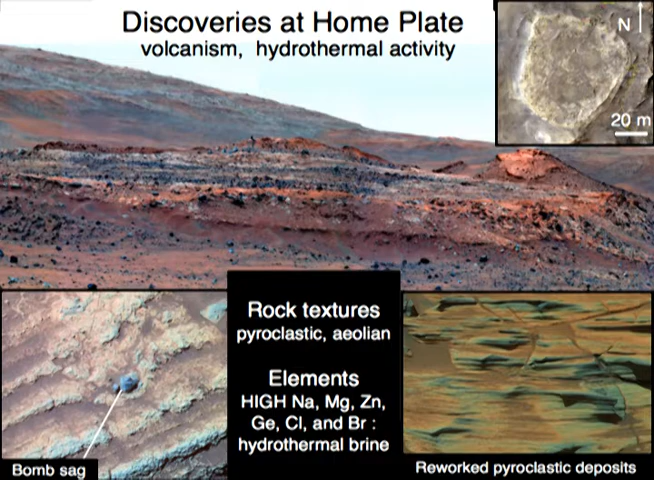 Discoveries at Home Plate
volcanism, hydrothermal activity
N
20 m
Rock textures
pyroclastic, aeolian
Elements
HIGH Na, Mg, Zn,
Ge, Cl, and Br :
hydrothermal brine
Bomb sag
Reworked pyroclastic deposits